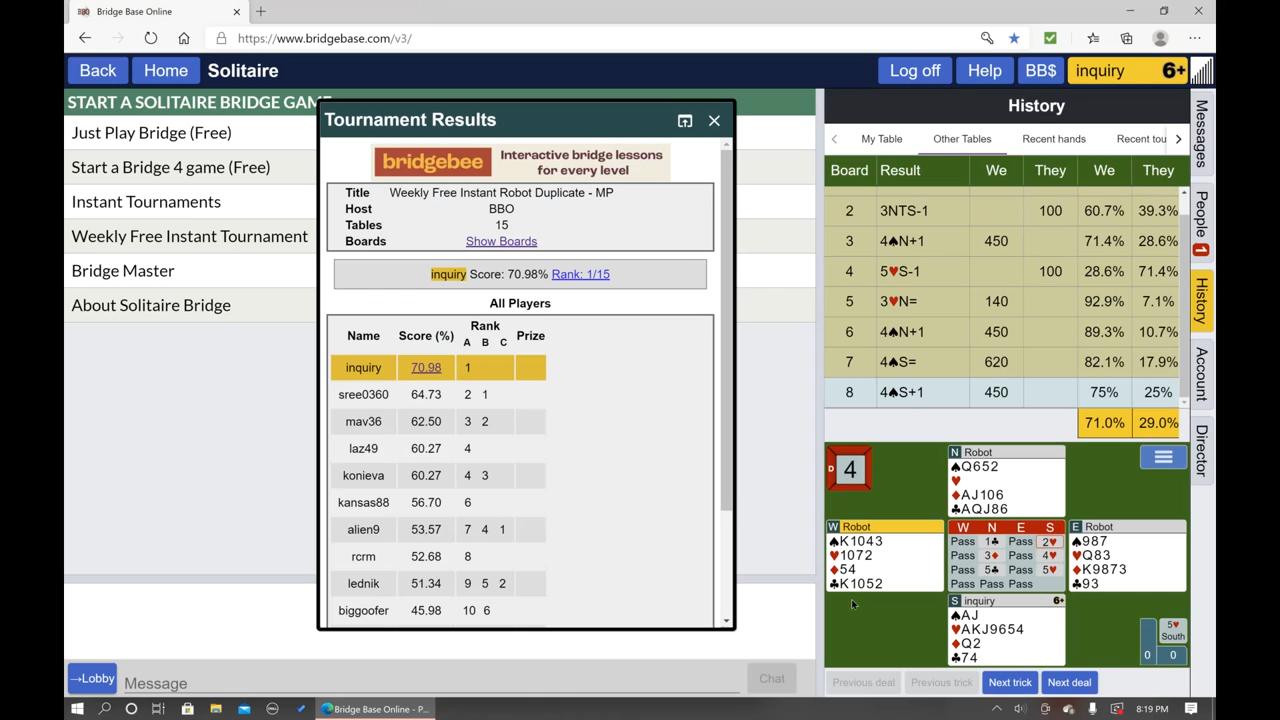 Bridge Base Online
https://www.bridgebase.com/v3/
Back Home Solitaire Log off Help BB$ inquiry 6+
START A SOLITAIRE BRIDGE GAME
Just Play Bridge (Free)
Start a Bridge 4 game (Free)
Instant Tournaments
Weekly Free Instant Tournament
Bridge Master
About Solitaire Bridge
→Lobby Message Chat
Tournament Results
bridgebee Interactive bridge lessons
for every level
Title Weekly Free Instant Robot Duplicate - MP
Host BBO
Tables 15
Boards Show Boards
inquiry Score: 70.98% Rank: 1/15
All Players
Name Score (%) Rank Prize
A B C
inquiry 70.98 1
sree0360 64.73 2 1
mav36 62.50 3 2
laz49 60.27 4
konieva 60.27 4 3
kansas88 56.70 6
alien9 53.57 7 4 1
rcrm 52.68 8
lednik 51.34 9 5 2
biggoofer 45.98 10 6
History
My Table Other Tables Recent hands Recent tou
Board Result We They We They
2 3NTS-1 100 60.7% 39.3%
3 4♠N+1 450 71.4% 28.6%
4 5♥S-1 100 28.6% 71.4%
5 3♥N= 140 92.9% 7.1%
6 4♠N+1 450 89.3% 10.7%
7 4♠S= 620 82.1% 17.9%
8 4♠S+1 450 75% 25%
71.0% 29.0%
D 4
N Robot
♠Q652
♥
♦AJ106
♣AQJ86
W Robot
♠K1043
♥1072
♦54
♣K1052
W N E S
Pass 1♣ Pass 2♥
Pass 3♦ Pass 4♥
Pass 5♣ Pass 5♥
Pass Pass Pass
E Robot
♠987
♥Q83
♦K9873
♣93
S inquiry 6+
♠AJ
♥AKJ9654
♦Q2
♣74
5♥
South
0 0
Previous deal Previous trick Next trick Next deal
Messages
People 1
History
Account
Director
Bridge Base Online - P...
8:19 PM